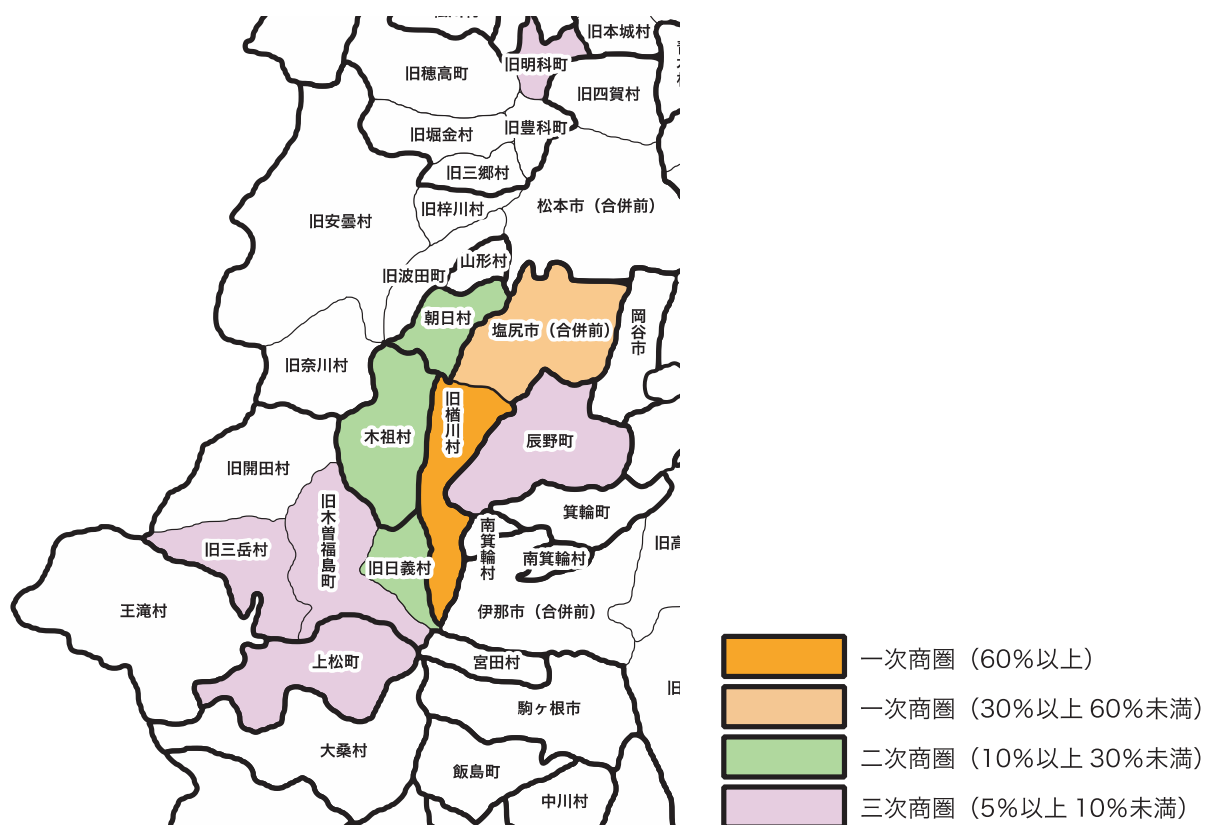 旧本城村
旧明科町
旧穂高町
旧四賀村
旧豊科町
旧堀金村
旧三郷村
旧梓川村
松本市（合併前）
旧安曇村
山形村
旧波田町
朝日村
塩尻市（合併前）
岡谷市
旧奈川村
旧楢川村
木祖村
辰野町
旧開田村
旧木曽福島町
箕輪町
南箕輪村
旧三岳村
旧高
南箕輪村
旧日義村
王滝村
伊那市（合併前）
上松町
宮田村
旧
駒ヶ根市
大桑村
飯島町
中川村
一次商圏（60％以上）
一次商圏（30％以上 60％未満）
二次商圏（10％以上 30％未満）
三次商圏（5％以上 10％未満）